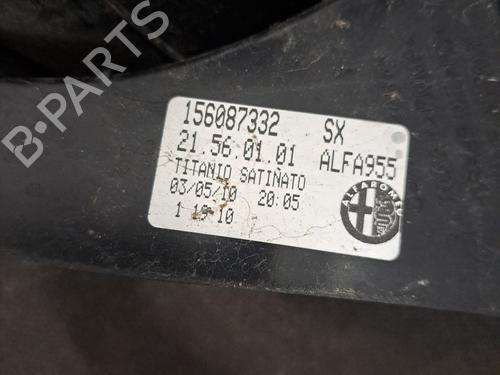 156087332 SX
21 56.01.01 ALFA955
TITANIO SATINATO
03/05/10 20:05
ALFA ROMEO
B-PARTS